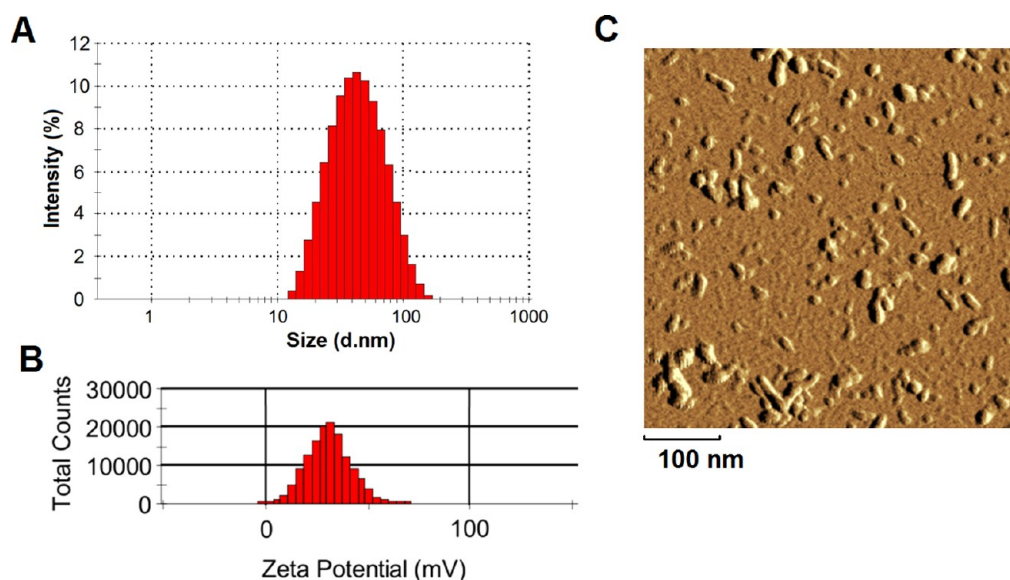 A
12
10
8
6
4
2
0
Intensity (%)
1 10 100 1000
Size (d.nm)
B
30000
20000
10000
0
Total Counts
0 100
Zeta Potential (mV)
C
100 nm